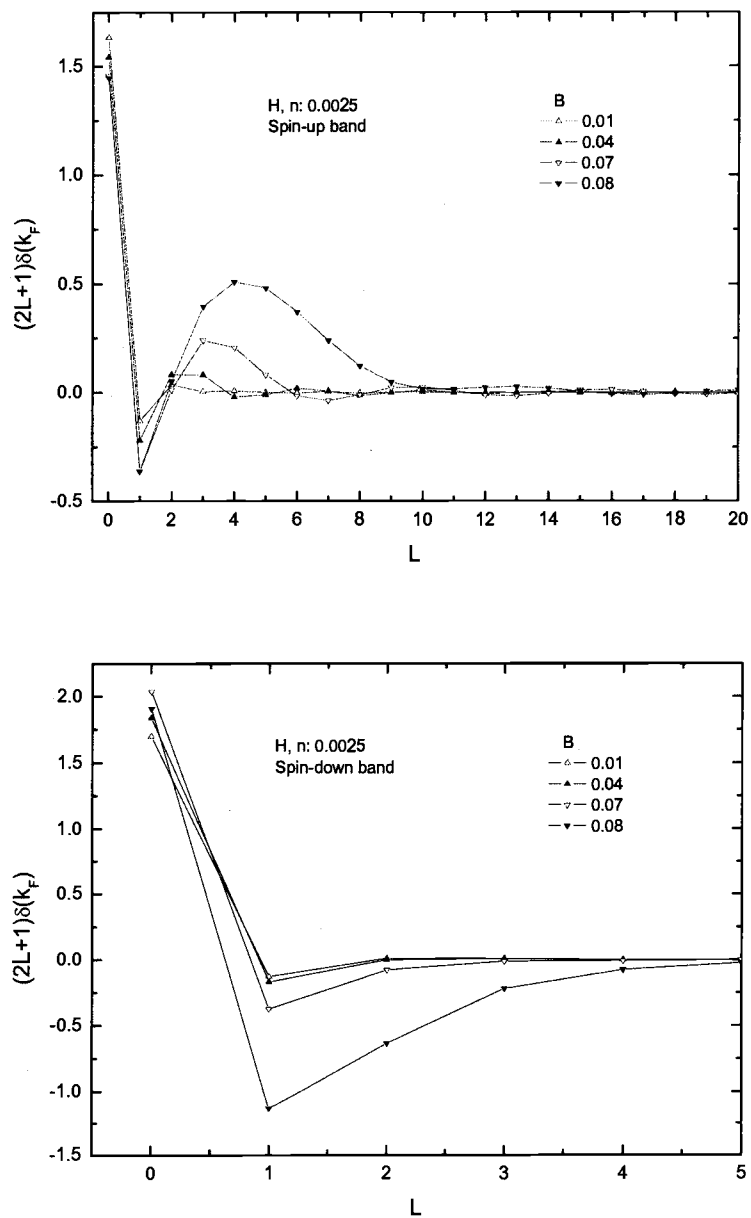 1.5
1.0
0.5
0.0
-0.5
(2L+1)δ(k_F)
H, n: 0.0025
Spin-up band
B
0.01
0.04
0.07
0.08
0 2 4 6 8 10 12 14 16 18 20
L
2.0
1.5
1.0
0.5
0.0
-0.5
-1.0
-1.5
(2L+1)δ(k_F)
H, n: 0.0025
Spin-down band
B
0.01
0.04
0.07
0.08
0 1 2 3 4 5
L